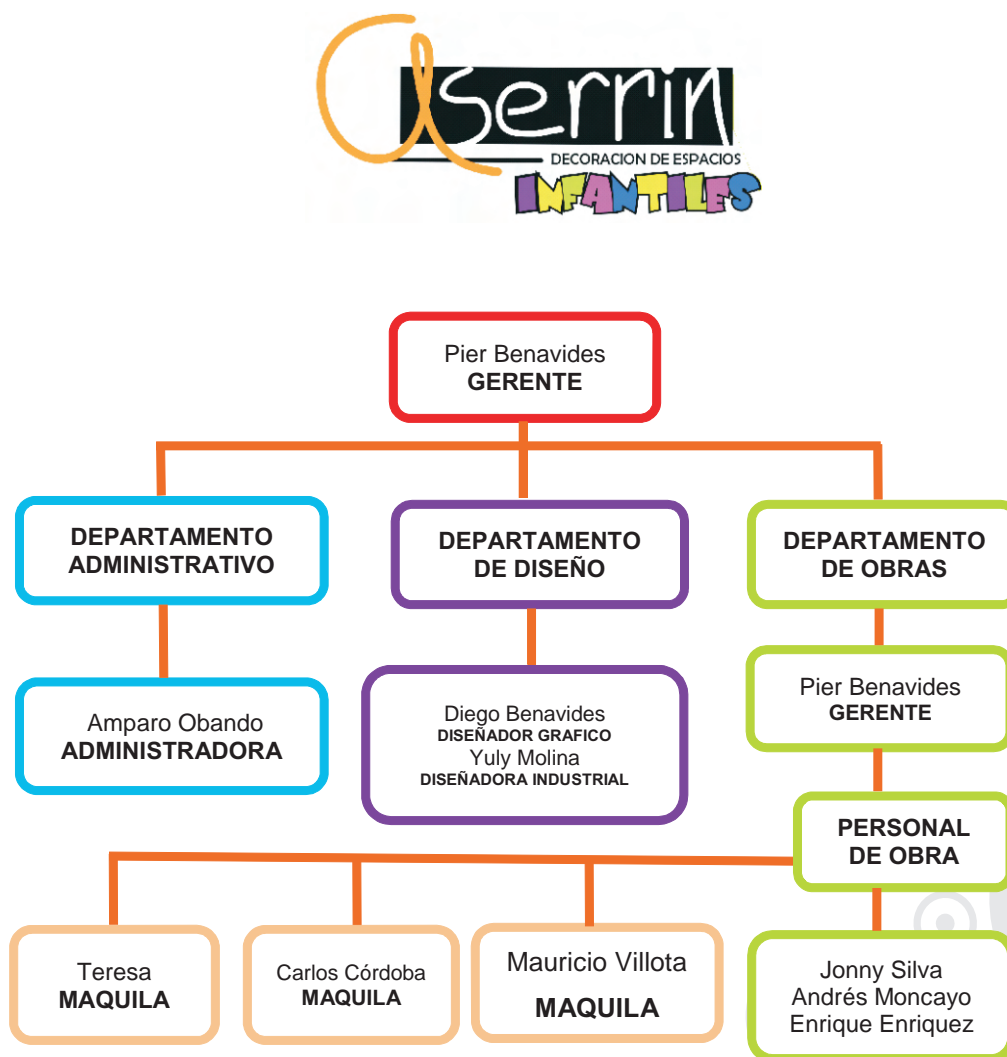 aserrin
DECORACION DE ESPACIOS
INFANTILES
Pier Benavides
GERENTE
DEPARTAMENTO
ADMINISTRATIVO
DEPARTAMENTO
DE DISEÑO
DEPARTAMENTO
DE OBRAS
Amparo Obando
ADMINISTRADORA
Diego Benavides
DISEÑADOR GRAFICO
Yuly Molina
DISEÑADORA INDUSTRIAL
Pier Benavides
GERENTE
PERSONAL
DE OBRA
Teresa
MAQUILA
Carlos Córdoba
MAQUILA
Mauricio Villota
MAQUILA
Jonny Silva
Andrés Moncayo
Enrique Enriquez